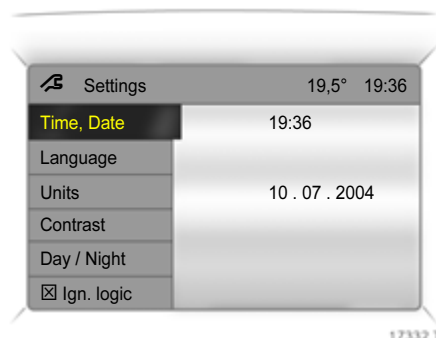 Settings 19,5° 19:36
Time, Date 19:36
Language
Units 10 . 07 . 2004
Contrast
Day / Night
☒ Ign. logic